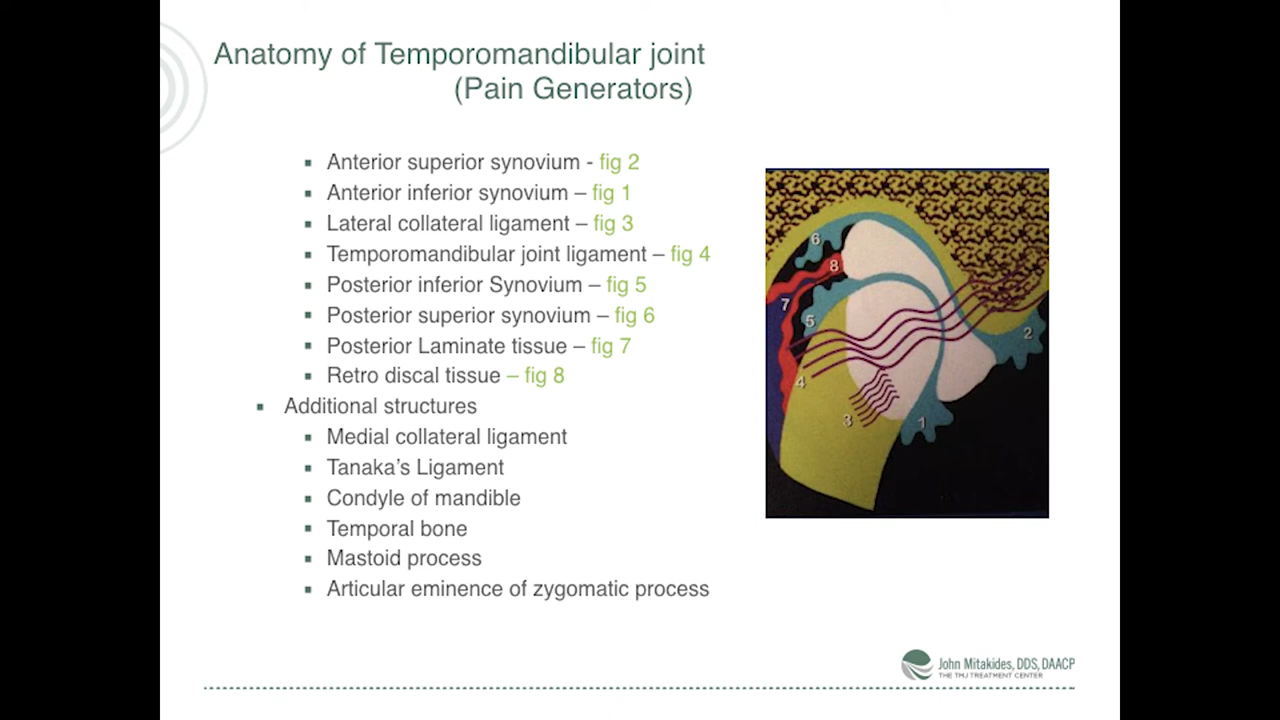 Anatomy of Temporomandibular joint
(Pain Generators)
▪ Anterior superior synovium - fig 2
▪ Anterior inferior synovium – fig 1
▪ Lateral collateral ligament – fig 3
▪ Temporomandibular joint ligament – fig 4
▪ Posterior inferior Synovium – fig 5
▪ Posterior superior synovium – fig 6
▪ Posterior Laminate tissue – fig 7
▪ Retro discal tissue – fig 8
▪ Additional structures
▪ Medial collateral ligament
▪ Tanaka’s Ligament
▪ Condyle of mandible
▪ Temporal bone
▪ Mastoid process
▪ Articular eminence of zygomatic process
6
8
7
5
2
4
3
1
John Mitakides, DDS, DAACP
THE TMJ TREATMENT CENTER